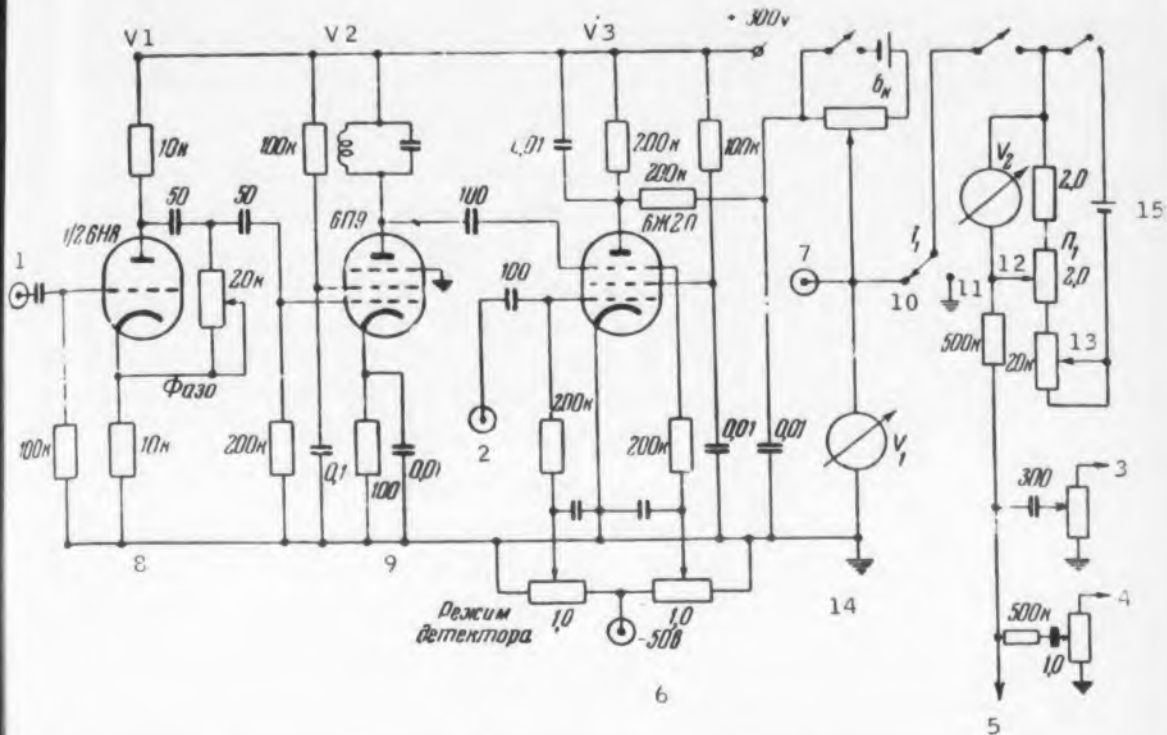 V1
V2
V3
+ 300v
10к
100к
0,01
200к
100к
200к
Бк
50
50
100
1/2 6Н8
6П9
6Ж2П
1
20к
100
7
Т₁
10
11
V₂
2,0
12
П₁
2,0
15
500к
20к
13
Фазо
100к
10к
200к
0,1
100
0,01
2
200к
200к
0,01
0,01
V₁
300
3
8
9
Режим
детектора
1,0
1,0
-50в
14
500к
1,0
4
6
5